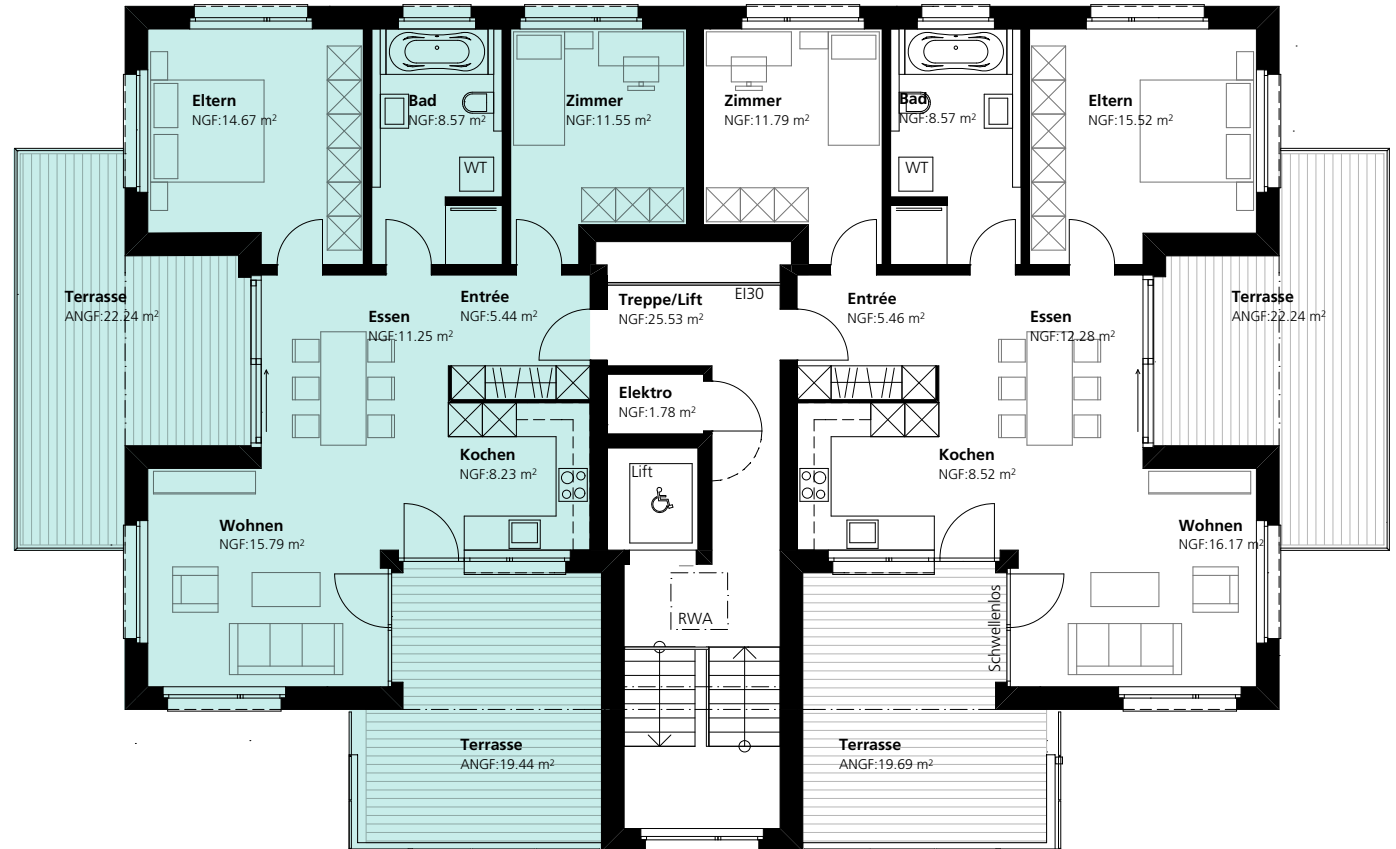 Eltern
NGF:14.67 m²
Bad
NGF:8.57 m²
Zimmer
NGF:11.55 m²
Zimmer
NGF:11.79 m²
Bad
NGF:8.57 m²
Eltern
NGF:15.52 m²
WT
WT
Terrasse
ANGF:22.24 m²
Essen
NGF:11.25 m²
Entrée
NGF:5.44 m²
Treppe/Lift
NGF:25.53 m²
EI30
Entrée
NGF:5.46 m²
Essen
NGF:12.28 m²
Terrasse
ANGF:22.24 m²
Elektro
NGF:1.78 m²
Kochen
NGF:8.23 m²
Lift
Kochen
NGF:8.52 m²
Wohnen
NGF:15.79 m²
Wohnen
NGF:16.17 m²
RWA
Schwellenlos
Terrasse
ANGF:19.44 m²
Terrasse
ANGF:19.69 m²